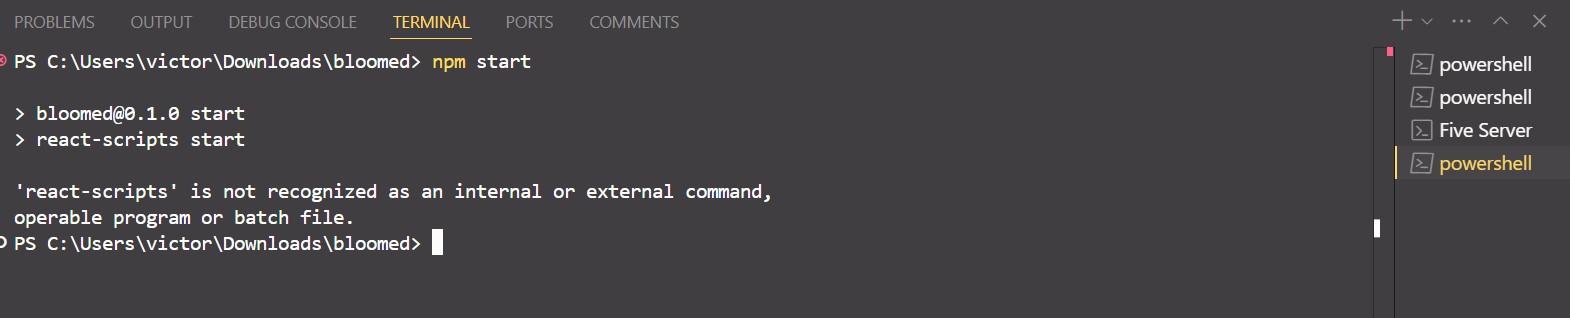 PROBLEMS OUTPUT DEBUG CONSOLE TERMINAL PORTS COMMENTS
PS C:\Users\victor\Downloads\bloomed> npm start
> bloomed@0.1.0 start
> react-scripts start
'react-scripts' is not recognized as an internal or external command,
operable program or batch file.
PS C:\Users\victor\Downloads\bloomed>
powershell
powershell
Five Server
powershell